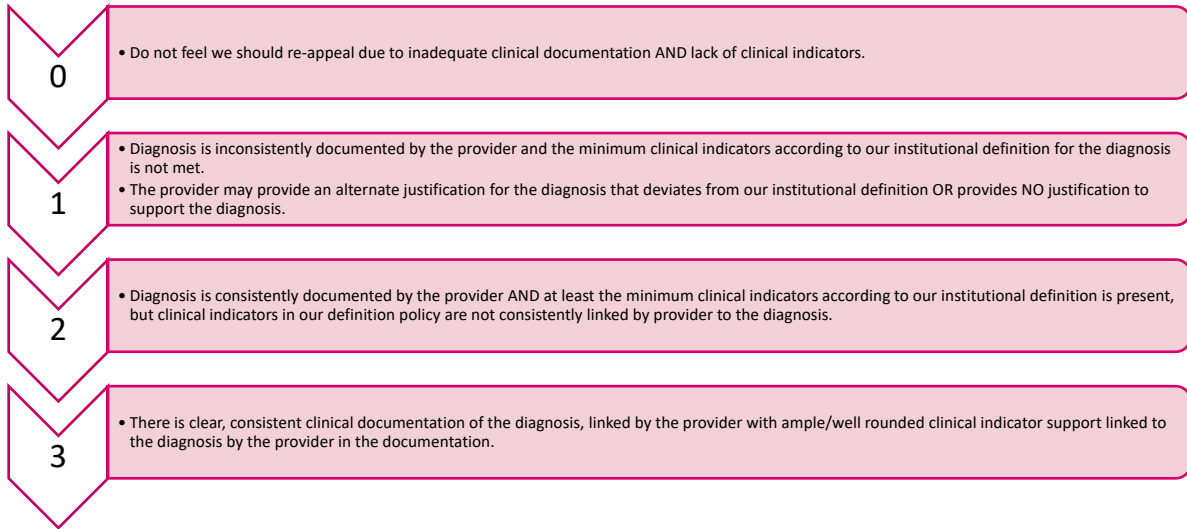 0
• Do not feel we should re-appeal due to inadequate clinical documentation AND lack of clinical indicators.
1
• Diagnosis is inconsistently documented by the provider and the minimum clinical indicators according to our institutional definition for the diagnosis
is not met.
• The provider may provide an alternate justification for the diagnosis that deviates from our institutional definition OR provides NO justification to
support the diagnosis.
2
• Diagnosis is consistently documented by the provider AND at least the minimum clinical indicators according to our institutional definition is present,
but clinical indicators in our definition policy are not consistently linked by provider to the diagnosis.
3
• There is clear, consistent clinical documentation of the diagnosis, linked by the provider with ample/well rounded clinical indicator support linked to
the diagnosis by the provider in the documentation.